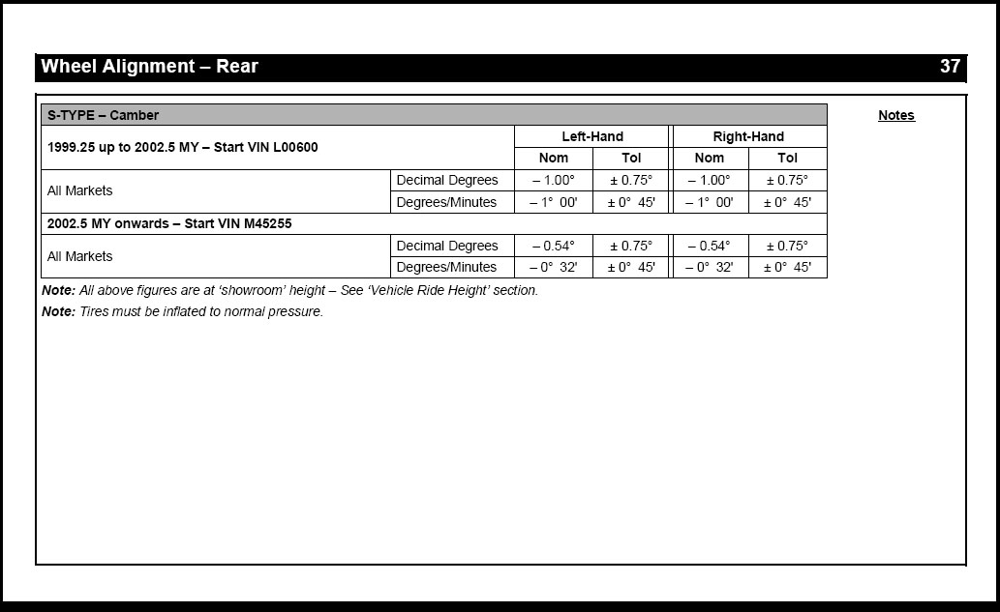 Wheel Alignment – Rear 37
S-TYPE – Camber
Notes
1999.25 up to 2002.5 MY – Start VIN L00600
Left-Hand Right-Hand
Nom Tol Nom Tol
All Markets
Decimal Degrees – 1.00° ± 0.75° – 1.00° ± 0.75°
Degrees/Minutes – 1° 00' ± 0° 45' – 1° 00' ± 0° 45'
2002.5 MY onwards – Start VIN M45255
All Markets
Decimal Degrees – 0.54° ± 0.75° – 0.54° ± 0.75°
Degrees/Minutes – 0° 32' ± 0° 45' – 0° 32' ± 0° 45'
Note: All above figures are at ‘showroom’ height – See ‘Vehicle Ride Height’ section.
Note: Tires must be inflated to normal pressure.